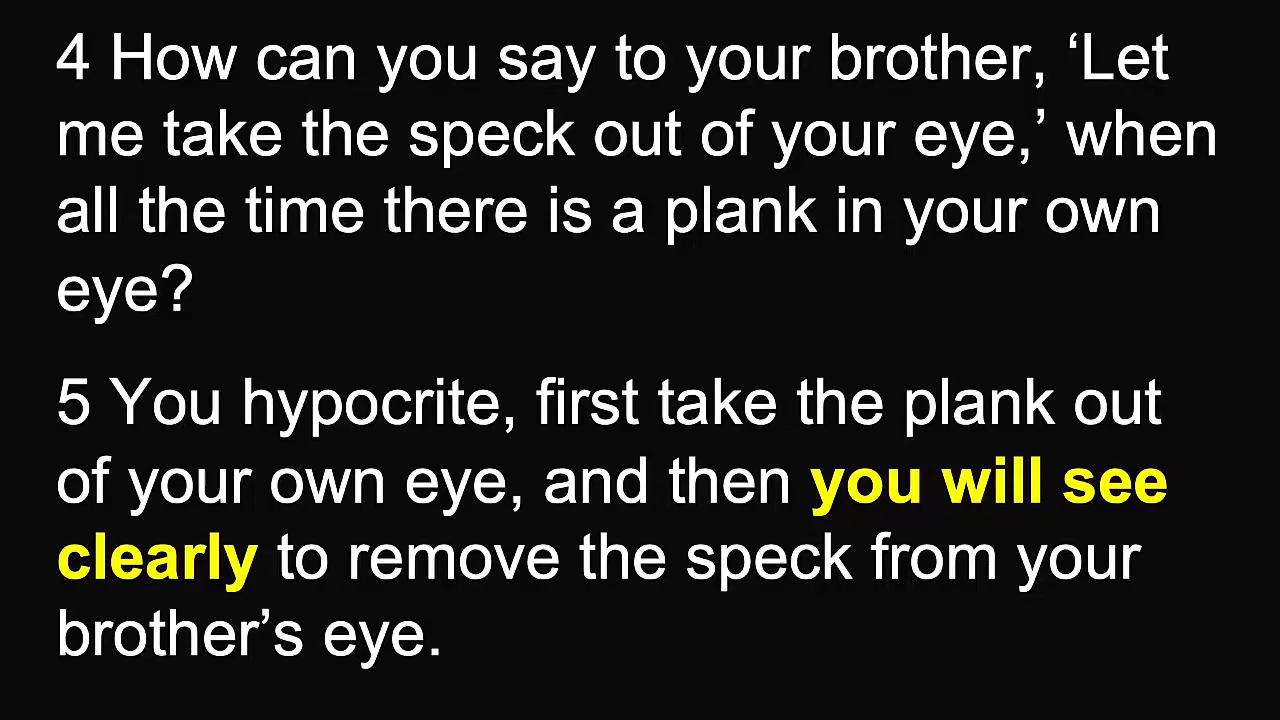 4 How can you say to your brother, ‘Let
me take the speck out of your eye,’ when
all the time there is a plank in your own
eye?
5 You hypocrite, first take the plank out
of your own eye, and then you will see
clearly to remove the speck from your
brother’s eye.